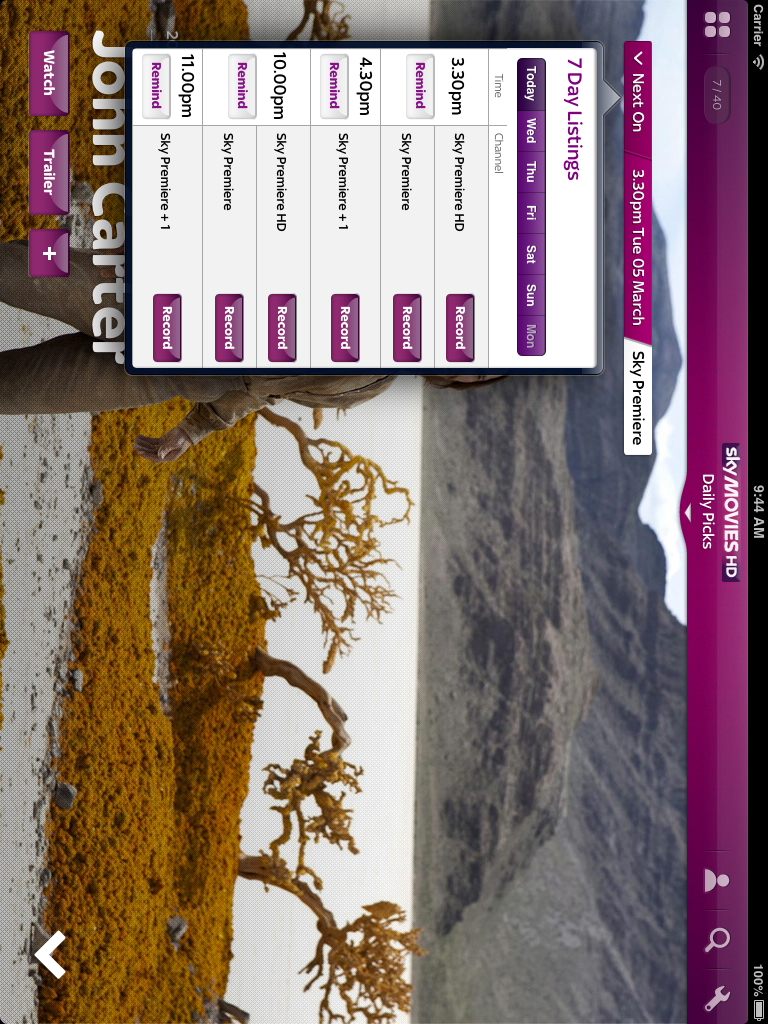 Carrier
9:44 AM
100%
7/40
sky MOVIES HD
Daily Picks
Next On
3.30pm Tue 05 March
Sky Premiere
7 Day Listings
Today Wed Thu Fri Sat Sun Mon
Time Channel
3.30pm Sky Premiere HD Record
Remind Sky Premiere Record
4.30pm Sky Premiere + 1 Record
Remind
10.00pm Sky Premiere HD Record
Remind Sky Premiere Record
11.00pm Sky Premiere + 1 Record
Remind
John Carter
Watch Trailer +